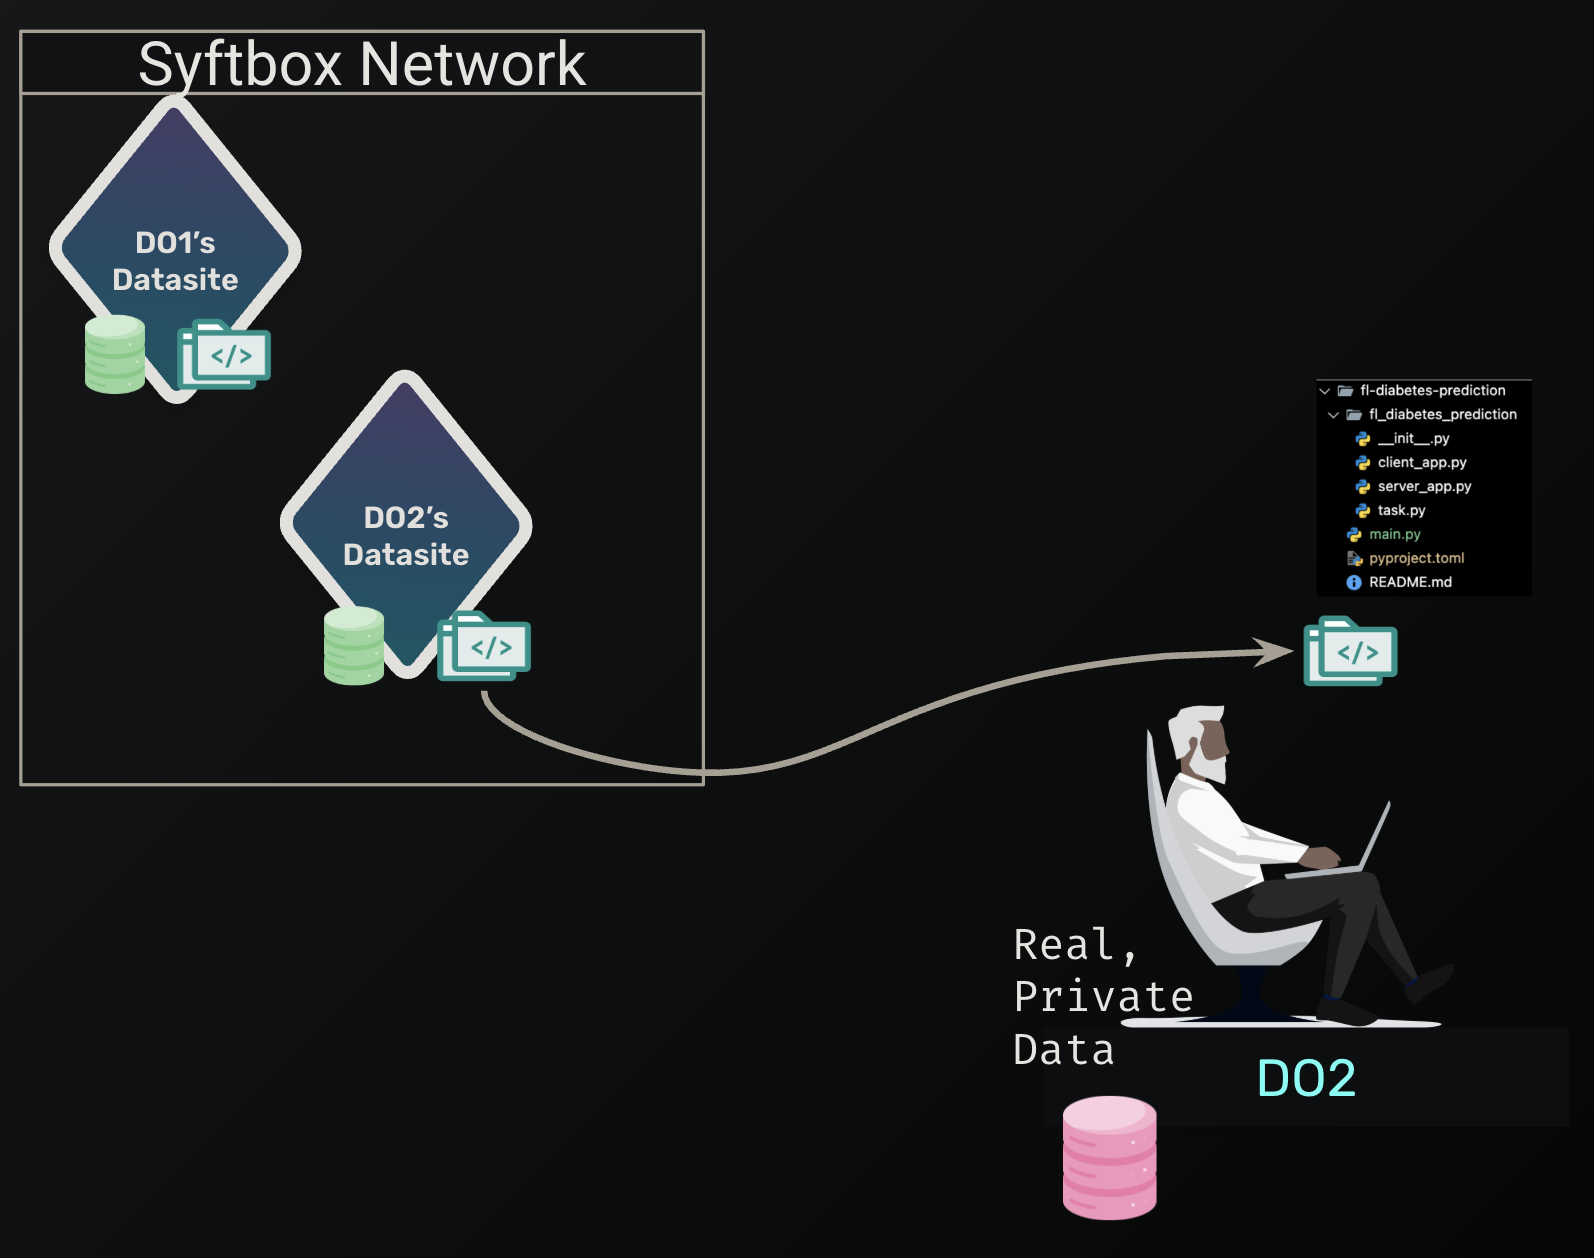 Syftbox Network
DO1’s
Datasite
</>
DO2’s
Datasite
</>
fl-diabetes-prediction
fl_diabetes_prediction
__init__.py
client_app.py
server_app.py
task.py
main.py
pyproject.toml
README.md
</>
Real,
Private
Data
DO2